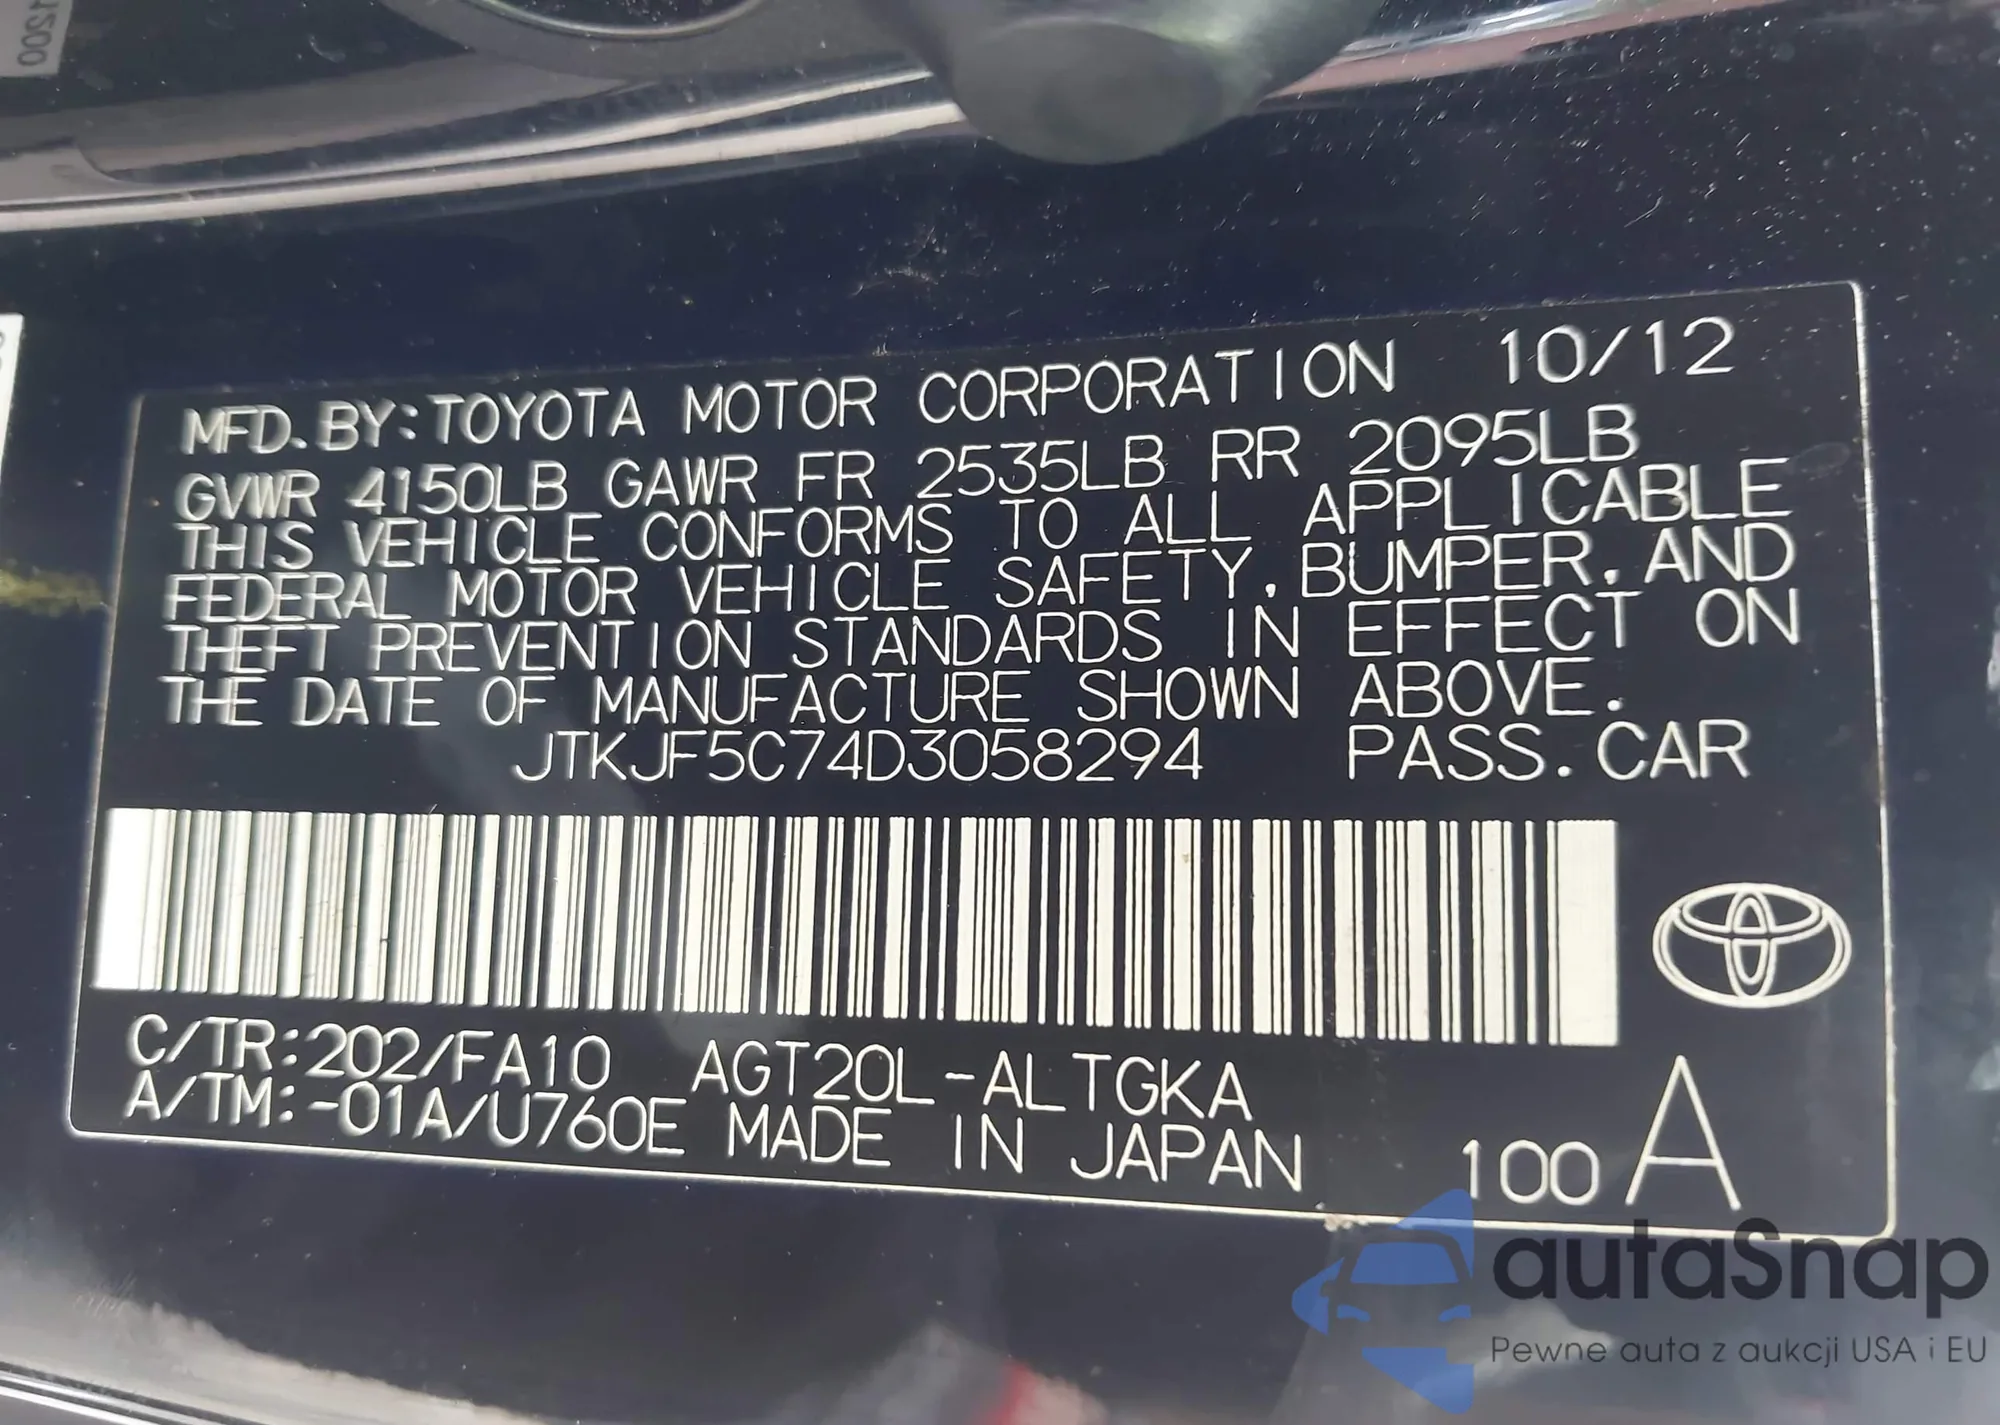 MFD. BY: TOYOTA MOTOR CORPORATION 10/12
GVWR 4150LB GAWR FR 2535LB RR 2095LB
THIS VEHICLE CONFORMS TO ALL APPLICABLE
FEDERAL MOTOR VEHICLE SAFETY, BUMPER, AND
THEFT PREVENTION STANDARDS IN EFFECT ON
THE DATE OF MANUFACTURE SHOWN ABOVE.
JTKJF5C74D3058294 PASS. CAR
C/TR: 202/FA10 AGT20L-ALTGKA
A/TM: -01A/U760E MADE IN JAPAN 100 A
autaSnap
Pewne auta z aukcji USA i EU